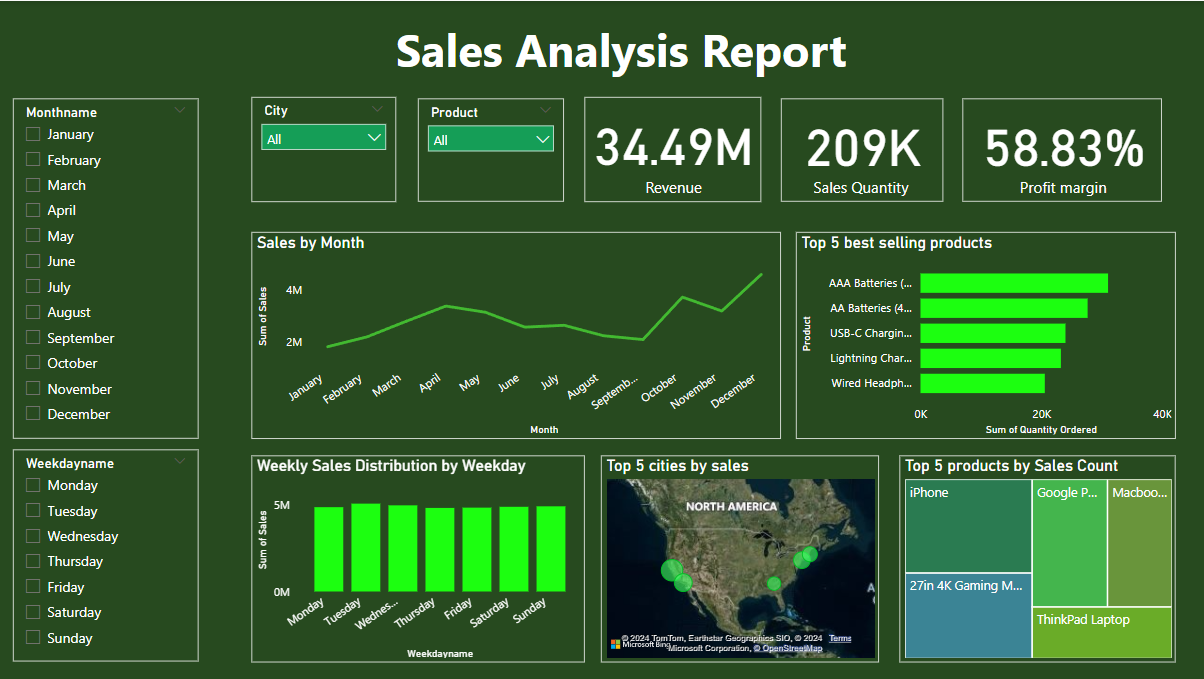 Sales Analysis Report
Monthname
January
February
March
April
May
June
July
August
September
October
November
December
Weekdayname
Monday
Tuesday
Wednesday
Thursday
Friday
Saturday
Sunday
City
All
Product
All
34.49M
Revenue
209K
Sales Quantity
58.83%
Profit margin
Sales by Month
Sum of Sales
4M
2M
January
February
March
April
May
June
July
August
Septemb...
October
November
December
Month
Top 5 best selling products
Product
AAA Batteries (...
AA Batteries (4...
USB-C Chargin...
Lightning Char...
Wired Headph...
0K
20K
40K
Sum of Quantity Ordered
Weekly Sales Distribution by Weekday
Sum of Sales
5M
0M
Monday
Tuesday
Wednes...
Thursday
Friday
Saturday
Sunday
Weekdayname
Top 5 cities by sales
NORTH AMERICA
A
© 2024 TomTom, Earthstar Geographics SIO, © 2024 Terms
Microsoft Bing
Microsoft Corporation, © OpenStreetMap
Top 5 products by Sales Count
iPhone
Google P...
Macboo...
27in 4K Gaming M...
ThinkPad Laptop